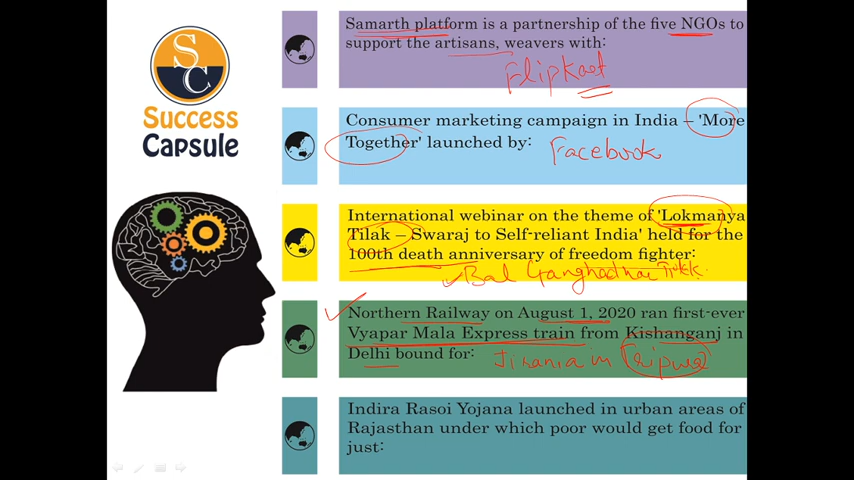 SC
Success
Capsule
Samarth platform is a partnership of the five NGOs to
support the artisans, weavers with:
Flipkart
Consumer marketing campaign in India – 'More
Together' launched by:
Facebook
International webinar on the theme of 'Lokmanya
Tilak – Swaraj to Self-reliant India' held for the
100th death anniversary of freedom fighter:
Bal
Northern Railway on August 1, 2020 ran first-ever
Vyapar Mala Express train from Kishanganj in
Delhi bound for:
Jirania in Tripura
Indira Rasoi Yojana launched in urban areas of
Rajasthan under which poor would get food for
just: